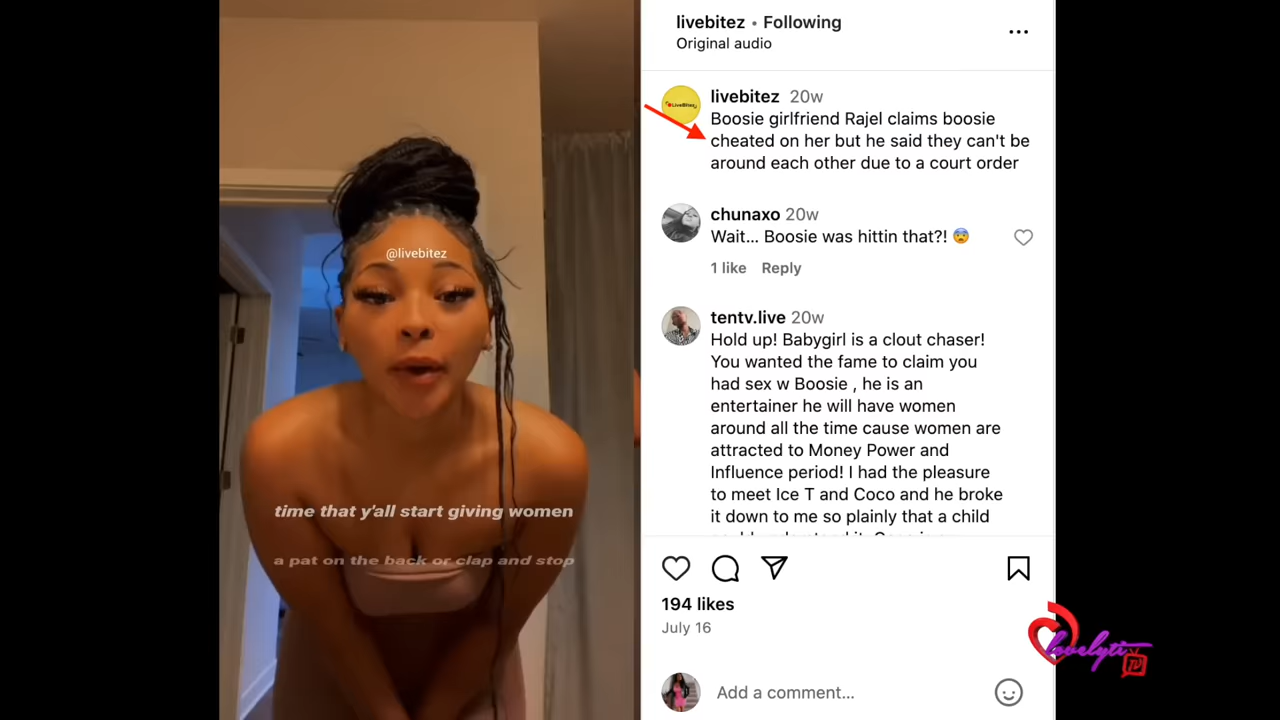 livebitez • Following
Original audio
livebitez 20w
Boosie girlfriend Rajel claims boosie
cheated on her but he said they can't be
around each other due to a court order
chunaxo 20w
Wait... Boosie was hittin that?! 😨
1 like Reply
tentv.live 20w
Hold up! Babygirl is a clout chaser!
You wanted the fame to claim you
had sex w Boosie , he is an
entertainer he will have women
around all the time cause women are
attracted to Money Power and
Influence period! I had the pleasure
to meet Ice T and Coco and he broke
it down to me so plainly that a child
194 likes
July 16
Add a comment...
@livebitez
time that y'all start giving women
a pat on the back or clap and stop
lovelyti
TV